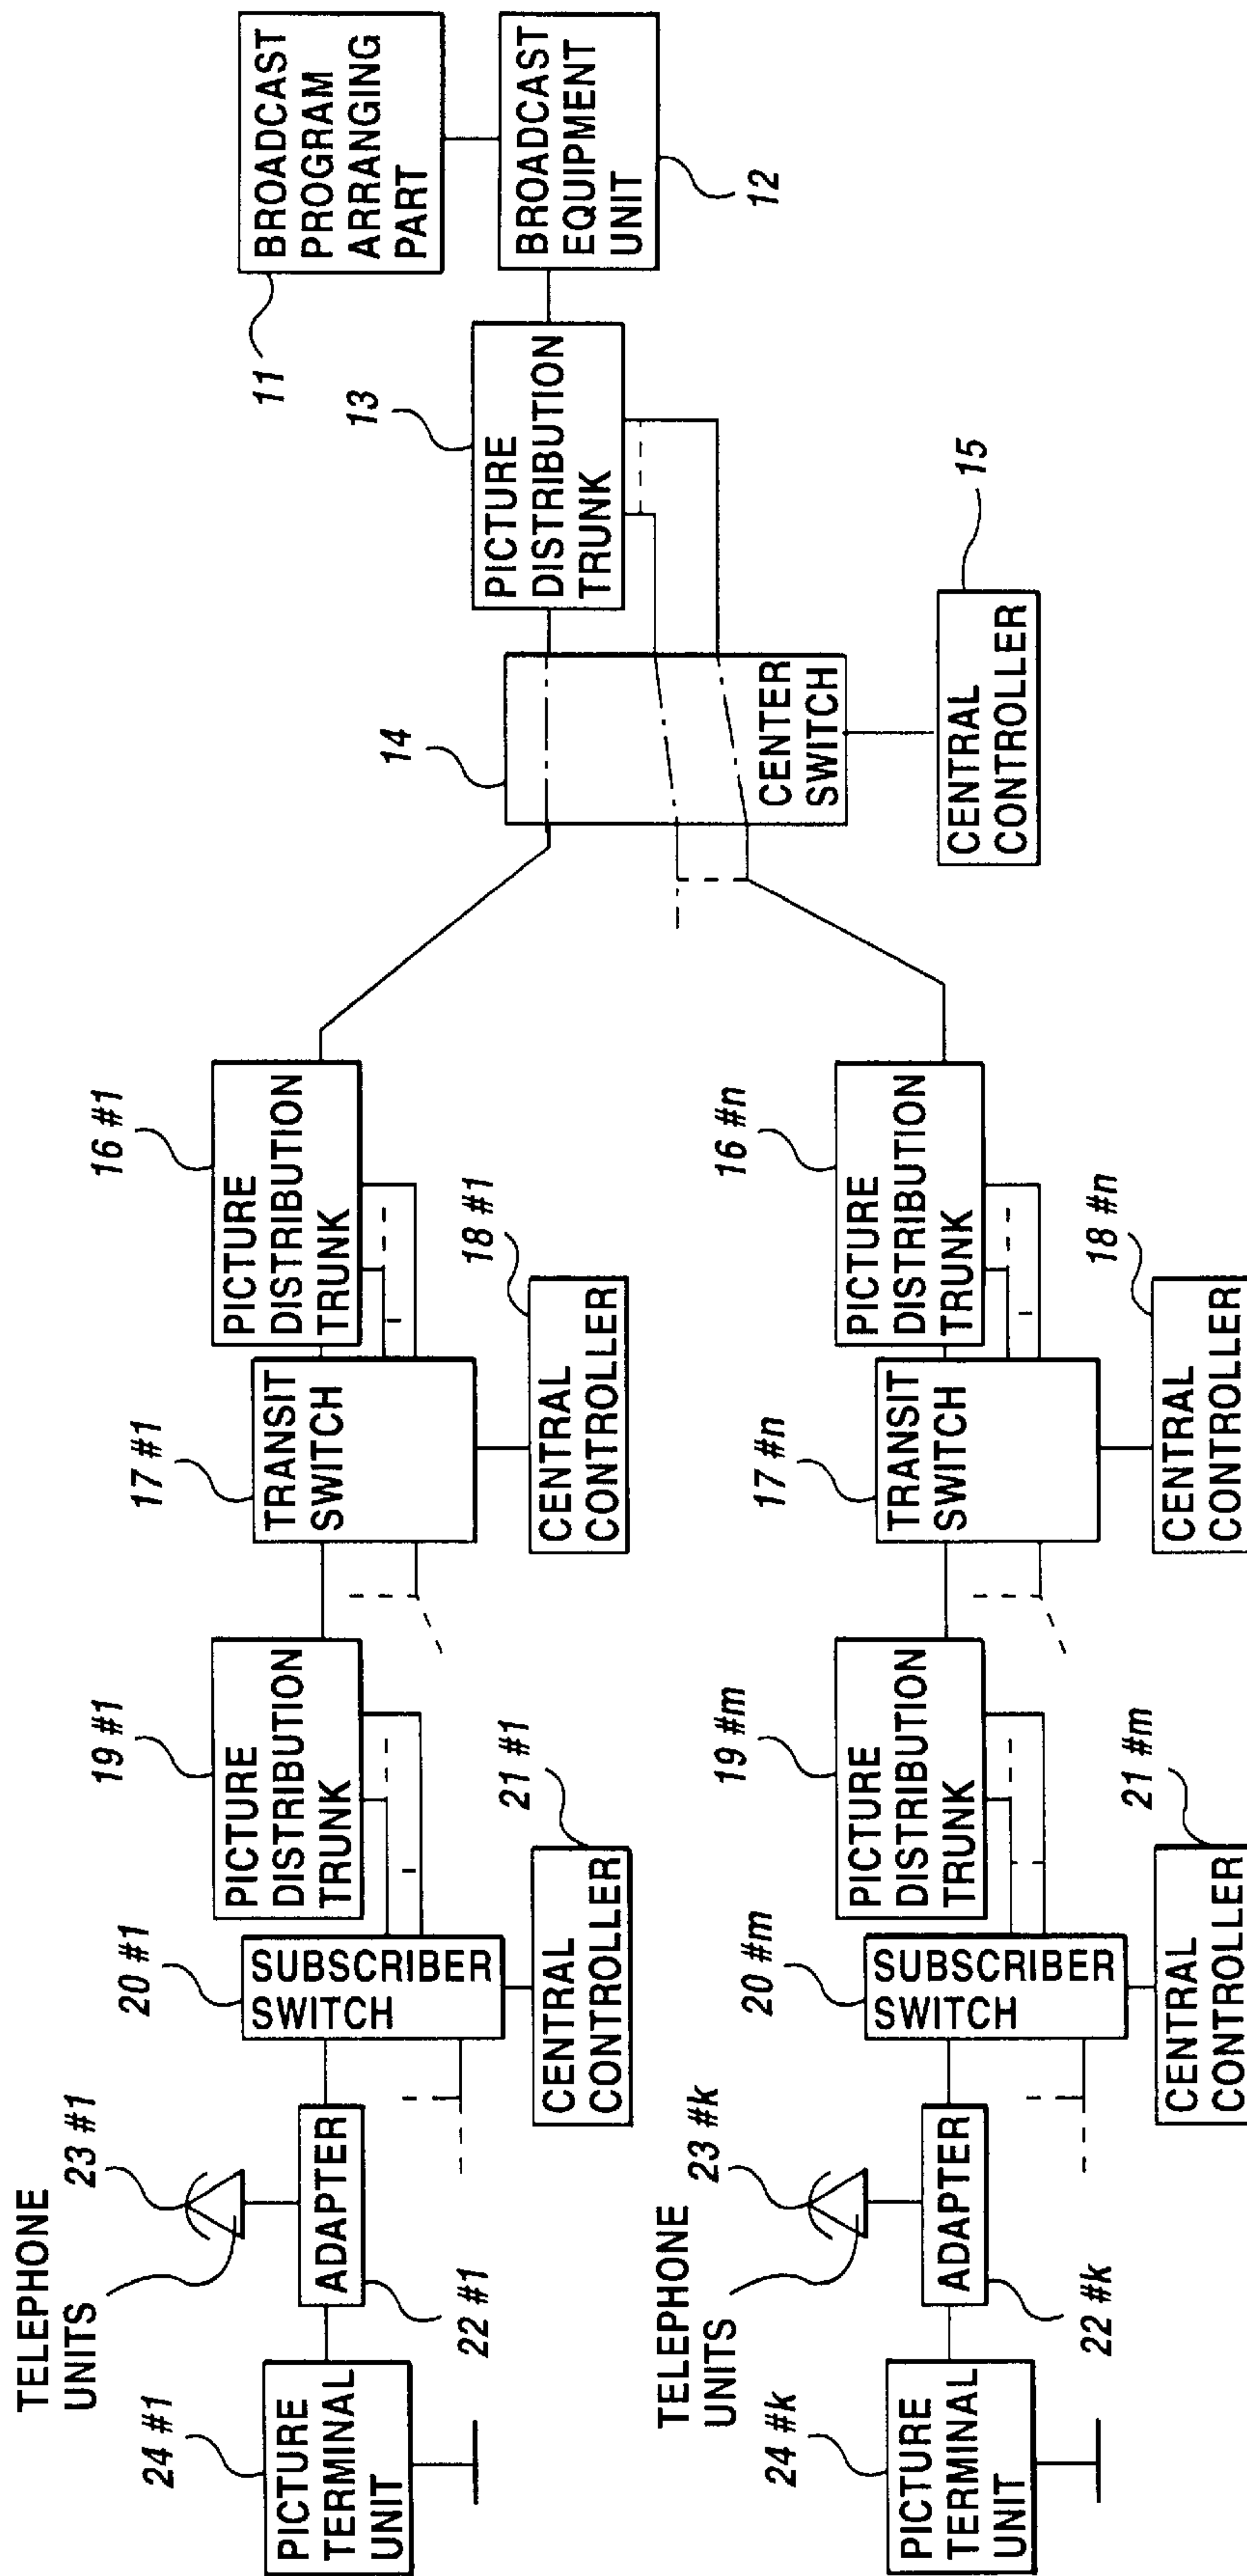 TELEPHONE
UNITS
24 #1
PICTURE
TERMINAL
UNIT
23 #1
ADAPTER
22 #1
20 #1
SUBSCRIBER
SWITCH
21 #1
CENTRAL
CONTROLLER
19 #1
PICTURE
DISTRIBUTION
TRUNK
17 #1
TRANSIT
SWITCH
18 #1
CENTRAL
CONTROLLER
16 #1
PICTURE
DISTRIBUTION
TRUNK
14
CENTER
SWITCH
15
CENTRAL
CONTROLLER
13
PICTURE
DISTRIBUTION
TRUNK
11
BROADCAST
PROGRAM
ARRANGING
PART
BROADCAST
EQUIPMENT
UNIT
12
TELEPHONE
UNITS
24 #k
PICTURE
TERMINAL
UNIT
23 #k
ADAPTER
22 #k
20 #m
SUBSCRIBER
SWITCH
21 #m
CENTRAL
CONTROLLER
19 #m
PICTURE
DISTRIBUTION
TRUNK
17 #n
TRANSIT
SWITCH
18 #n
CENTRAL
CONTROLLER
16 #n
PICTURE
DISTRIBUTION
TRUNK